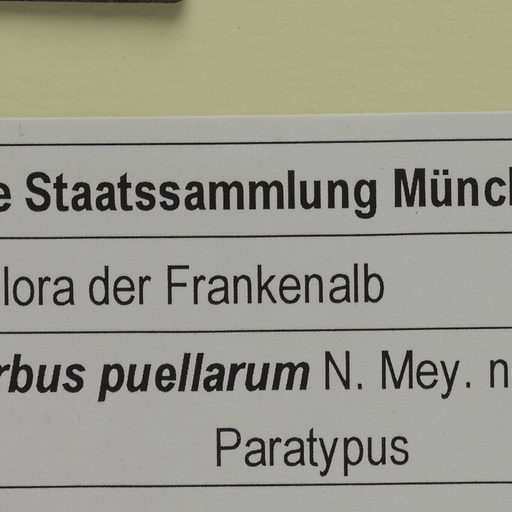 e Staatssammlung Münch
lora der Frankenalb
rbus puellarum N. Mey. n
Paratypus